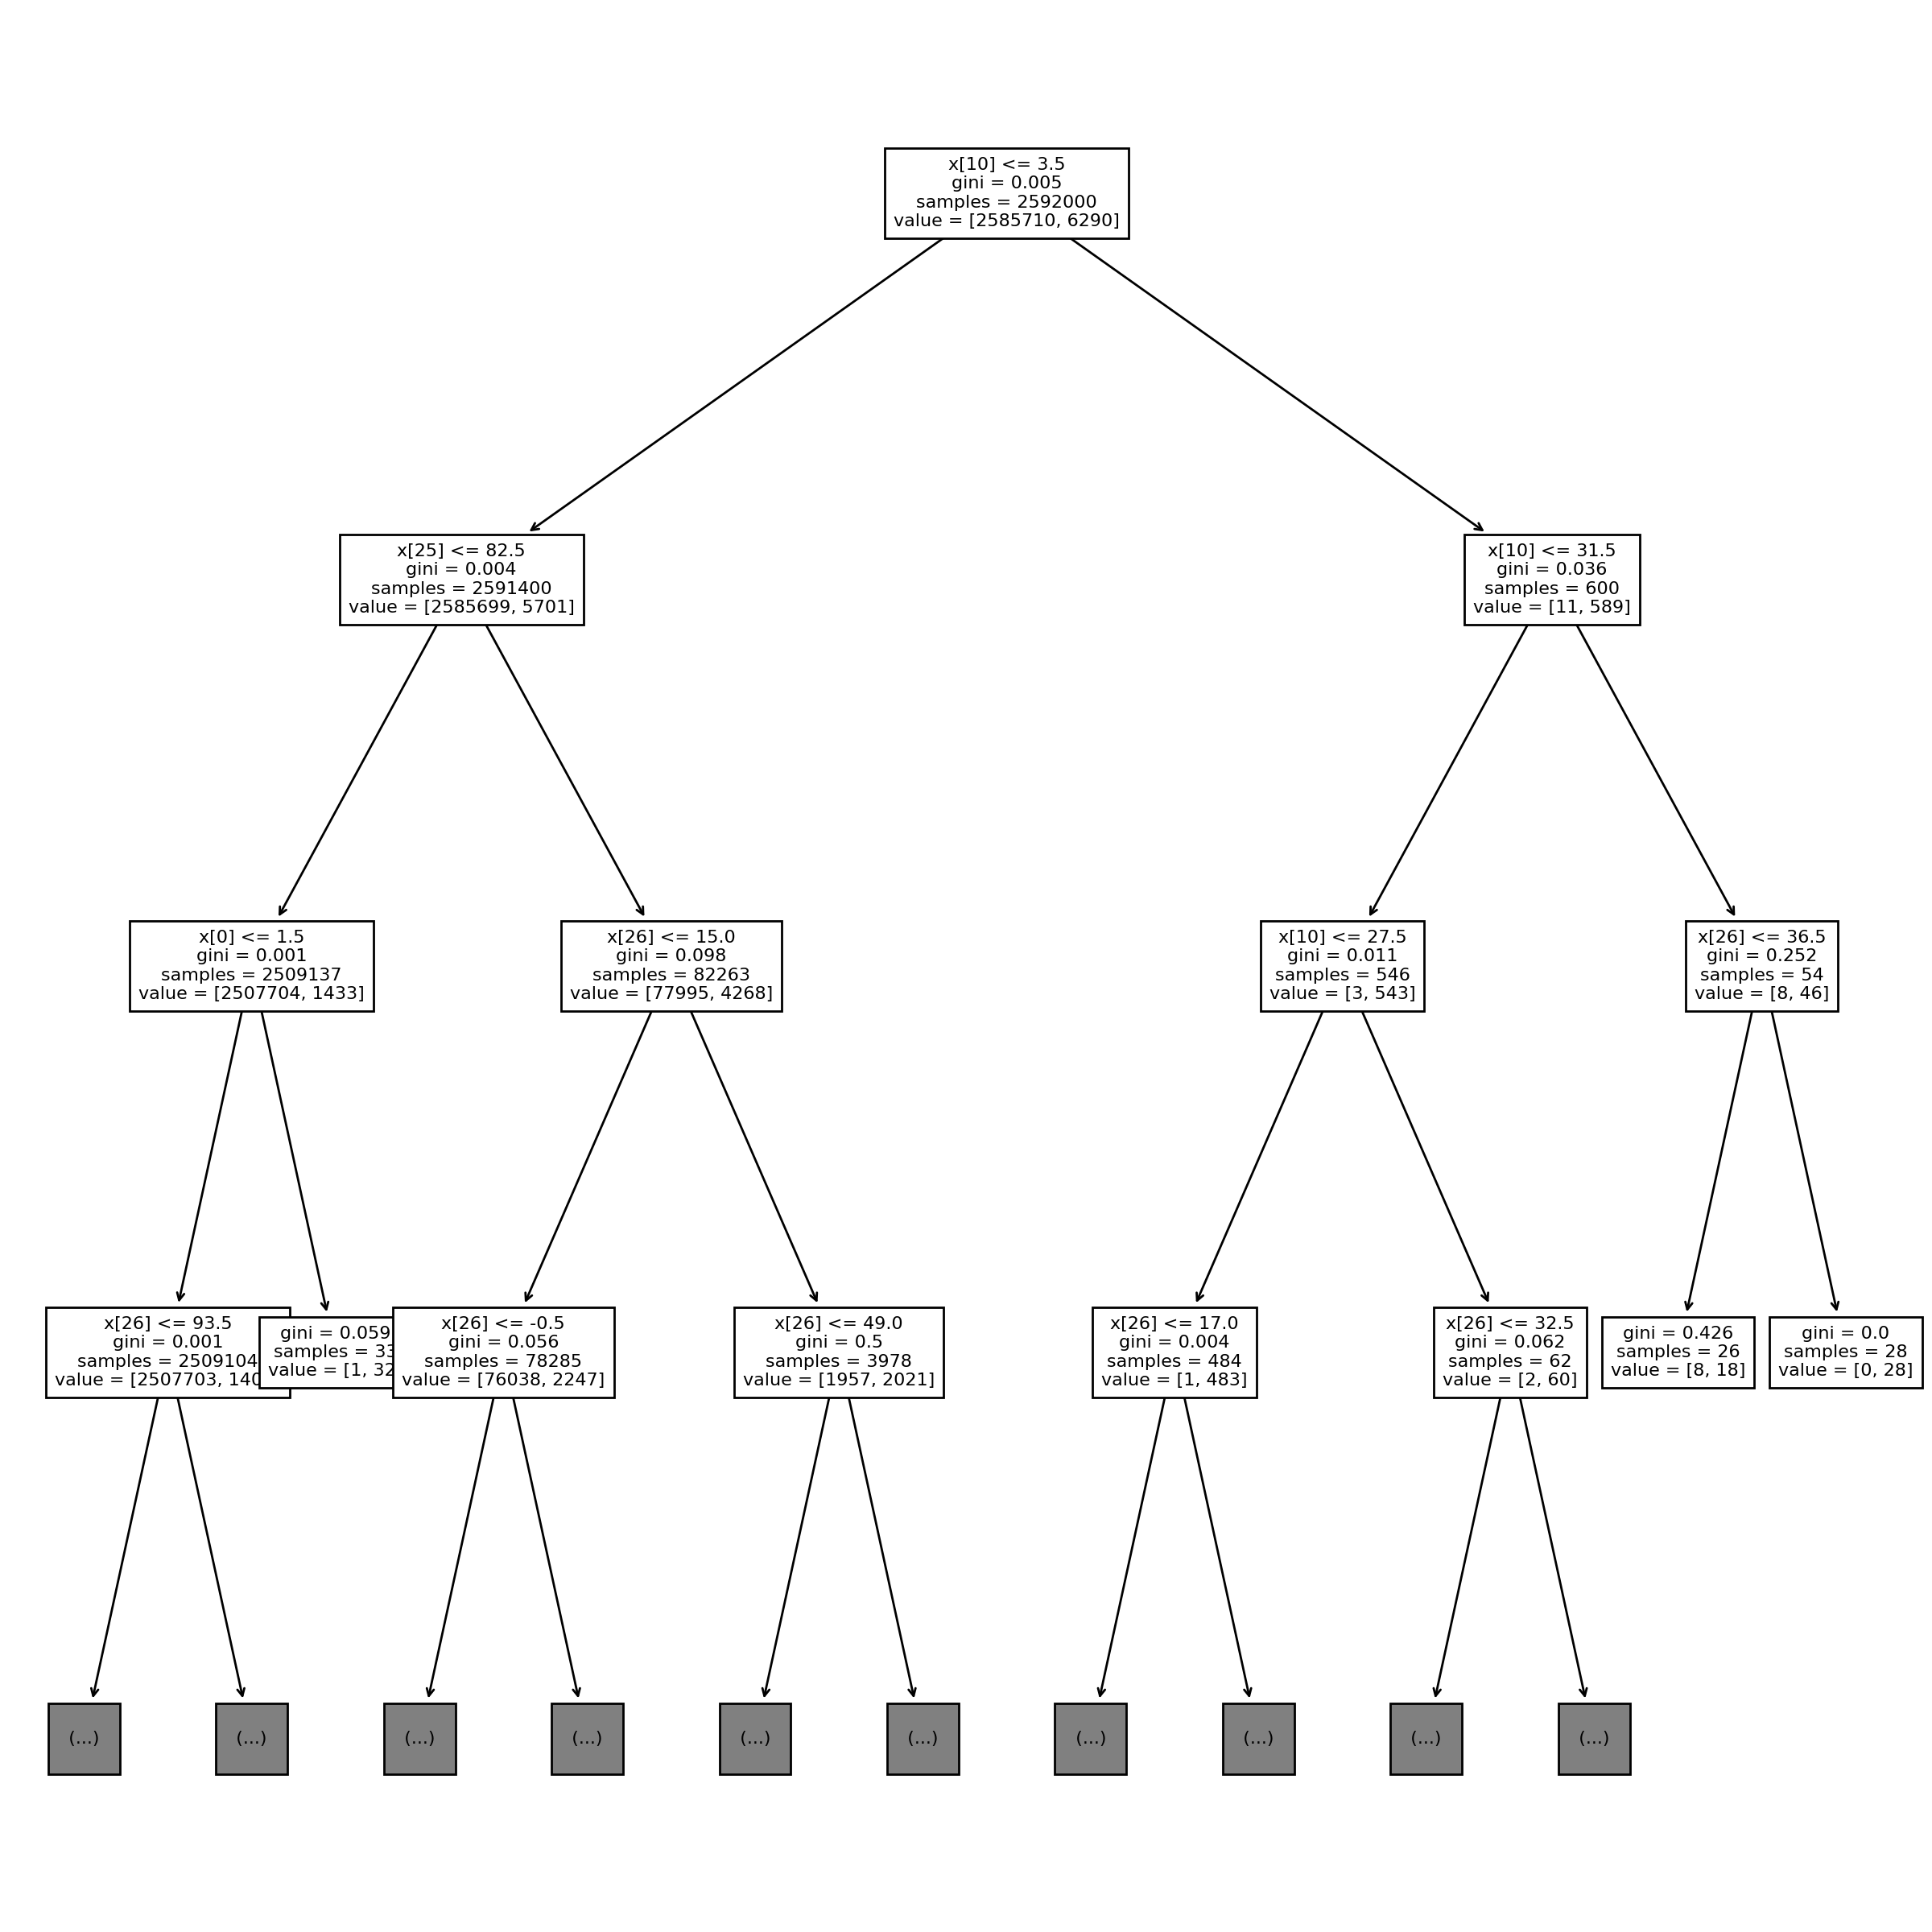 x[10] <= 3.5
gini = 0.005
samples = 2592000
value = [2585710, 6290]
x[25] <= 82.5
gini = 0.004
samples = 2591400
value = [2585699, 5701]
x[10] <= 31.5
gini = 0.036
samples = 600
value = [11, 589]
x[0] <= 1.5
gini = 0.001
samples = 2509137
value = [2507704, 1433]
x[26] <= 15.0
gini = 0.098
samples = 82263
value = [77995, 4268]
x[10] <= 27.5
gini = 0.011
samples = 546
value = [3, 543]
x[26] <= 36.5
gini = 0.252
samples = 54
value = [8, 46]
x[26] <= 93.5
gini = 0.001
samples = 2509104
value = [2507703,
gini = 0.059
samples = 33
value = [1, 32
x[26] <= -0.5
gini = 0.056
samples = 78285
value = [76038, 2247]
x[26] <= 49.0
gini = 0.5
samples = 3978
value = [1957, 2021]
x[26] <= 17.0
gini = 0.004
samples = 484
value = [1, 483]
x[26] <= 32.5
gini = 0.062
samples = 62
value = [2, 60]
gini = 0.426
samples = 26
value = [8, 18]
gini = 0.0
samples = 28
value = [0, 28]
(...)
(...)
(...)
(...)
(...)
(...)
(...)
(...)
(...)
(...)